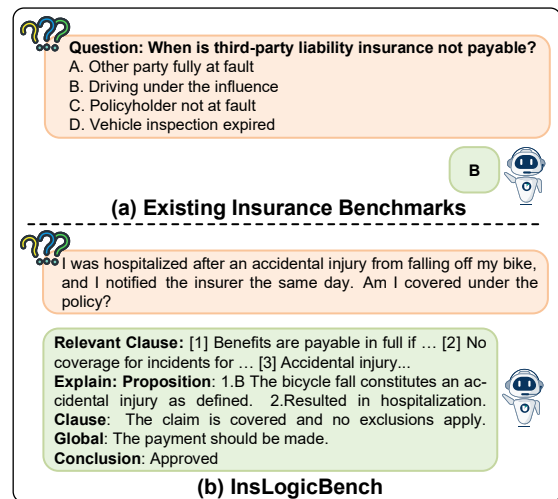 ???
Question: When is third-party liability insurance not payable?
A. Other party fully at fault
B. Driving under the influence
C. Policyholder not at fault
D. Vehicle inspection expired
B
(a) Existing Insurance Benchmarks
???
I was hospitalized after an accidental injury from falling off my bike,
and I notified the insurer the same day. Am I covered under the
policy?
Relevant Clause: [1] Benefits are payable in full if … [2] No
coverage for incidents for … [3] Accidental injury...
Explain: Proposition: 1.B The bicycle fall constitutes an ac-
cidental injury as defined. 2.Resulted in hospitalization.
Clause: The claim is covered and no exclusions apply.
Global: The payment should be made.
Conclusion: Approved
(b) InsLogicBench